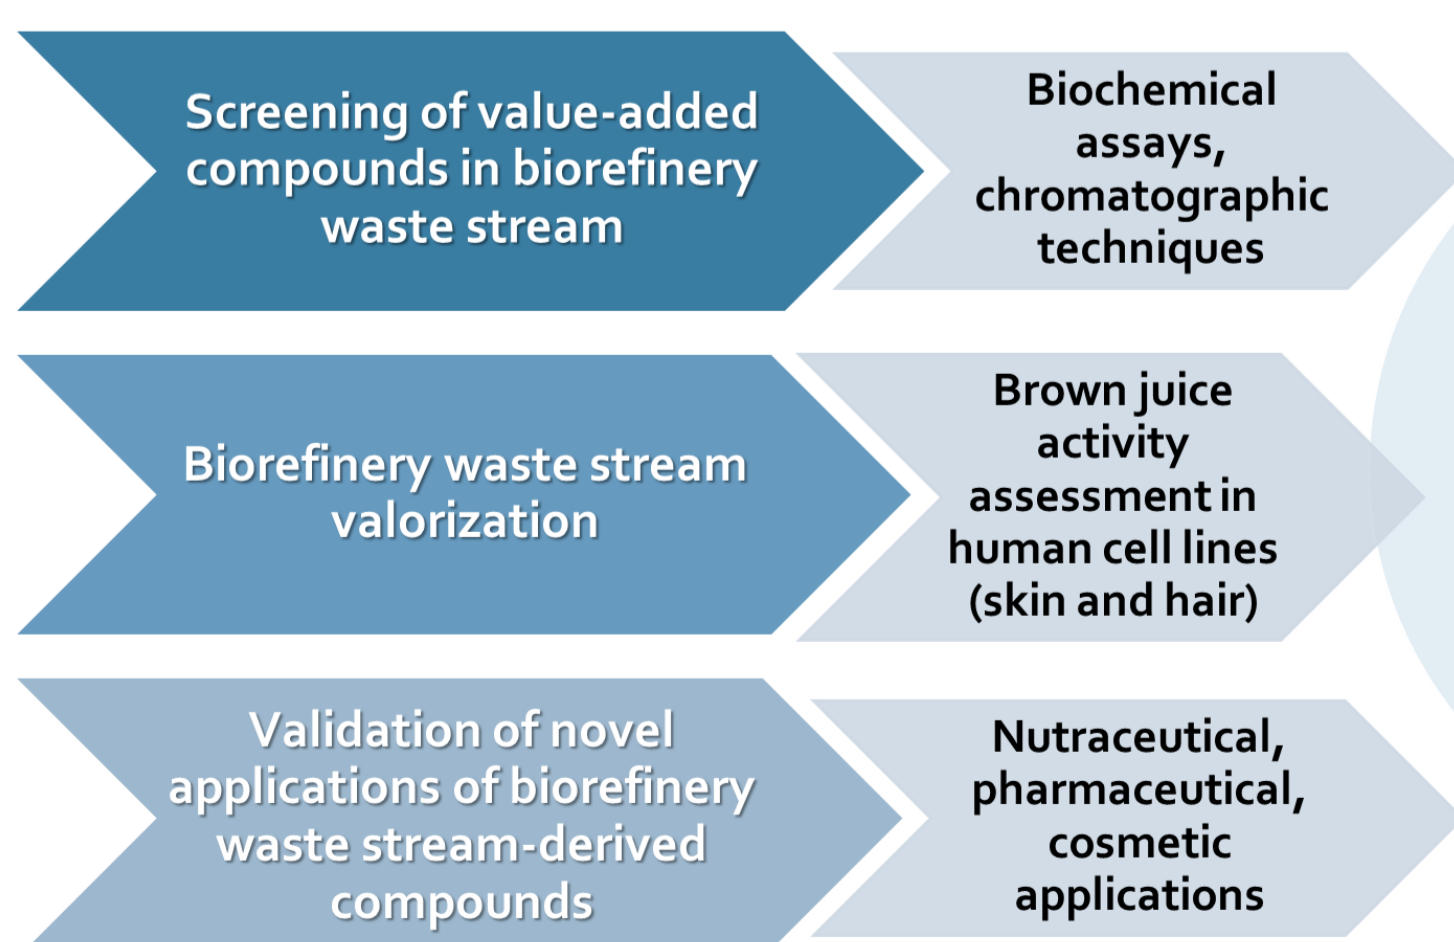 Screening of value-added
compounds in biorefinery
waste stream
Biochemical
assays,
chromatographic
techniques
Biorefinery waste stream
valorization
Brown juice
activity
assessment in
human cell lines
(skin and hair)
Validation of novel
applications of biorefinery
waste stream-derived
compounds
Nutraceutical,
pharmaceutical,
cosmetic
applications